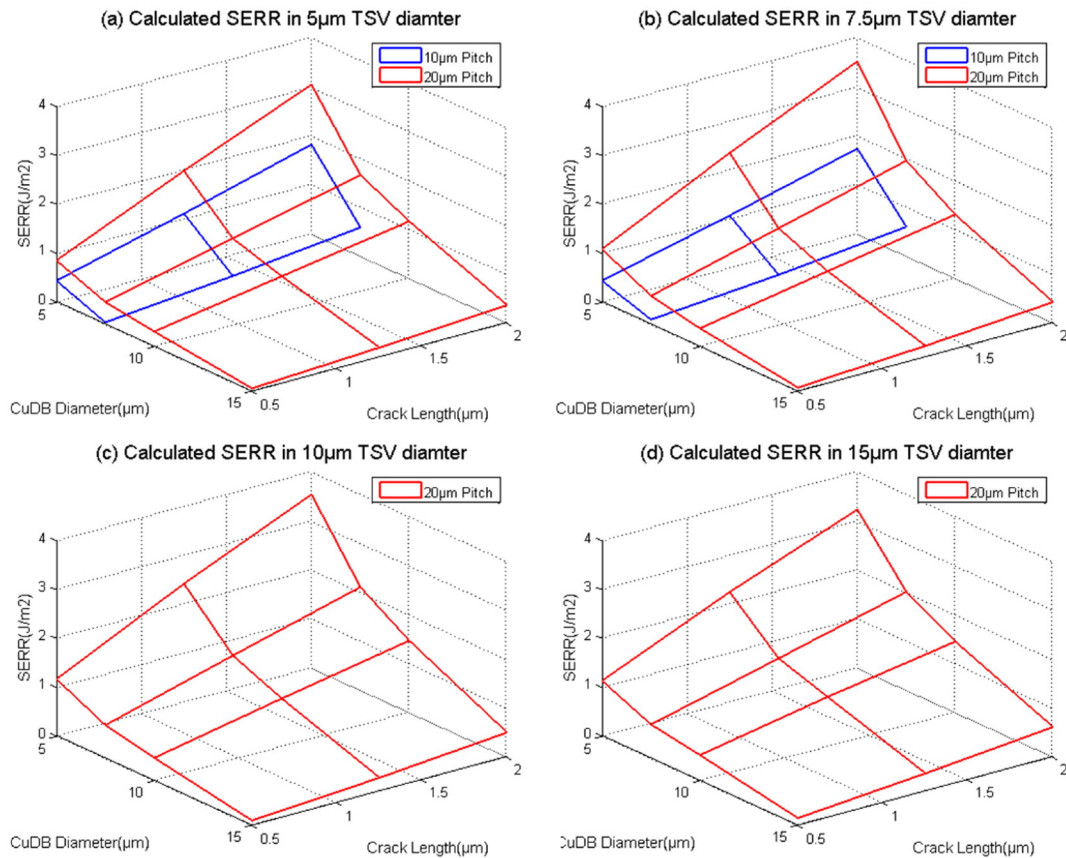 (a) Calculated SERR in 5µm TSV diamter
10µm Pitch
20µm Pitch
SERR(J/m2)
4
3
2
1
0
5
10
15
CuDB Diameter(µm)
0.5
1
1.5
2
Crack Length(µm)
(b) Calculated SERR in 7.5µm TSV diamter
10µm Pitch
20µm Pitch
SERR(J/m2)
4
3
2
1
0
5
10
15
CuDB Diameter(µm)
0.5
1
1.5
2
Crack Length(µm)
(c) Calculated SERR in 10µm TSV diamter
20µm Pitch
SERR(J/m2)
4
3
2
1
0
5
10
15
CuDB Diameter(µm)
0.5
1
1.5
2
Crack Length(µm)
(d) Calculated SERR in 15µm TSV diamter
20µm Pitch
SERR(J/m2)
4
3
2
1
0
5
10
15
CuDB Diameter(µm)
0.5
1
1.5
2
Crack Length(µm)